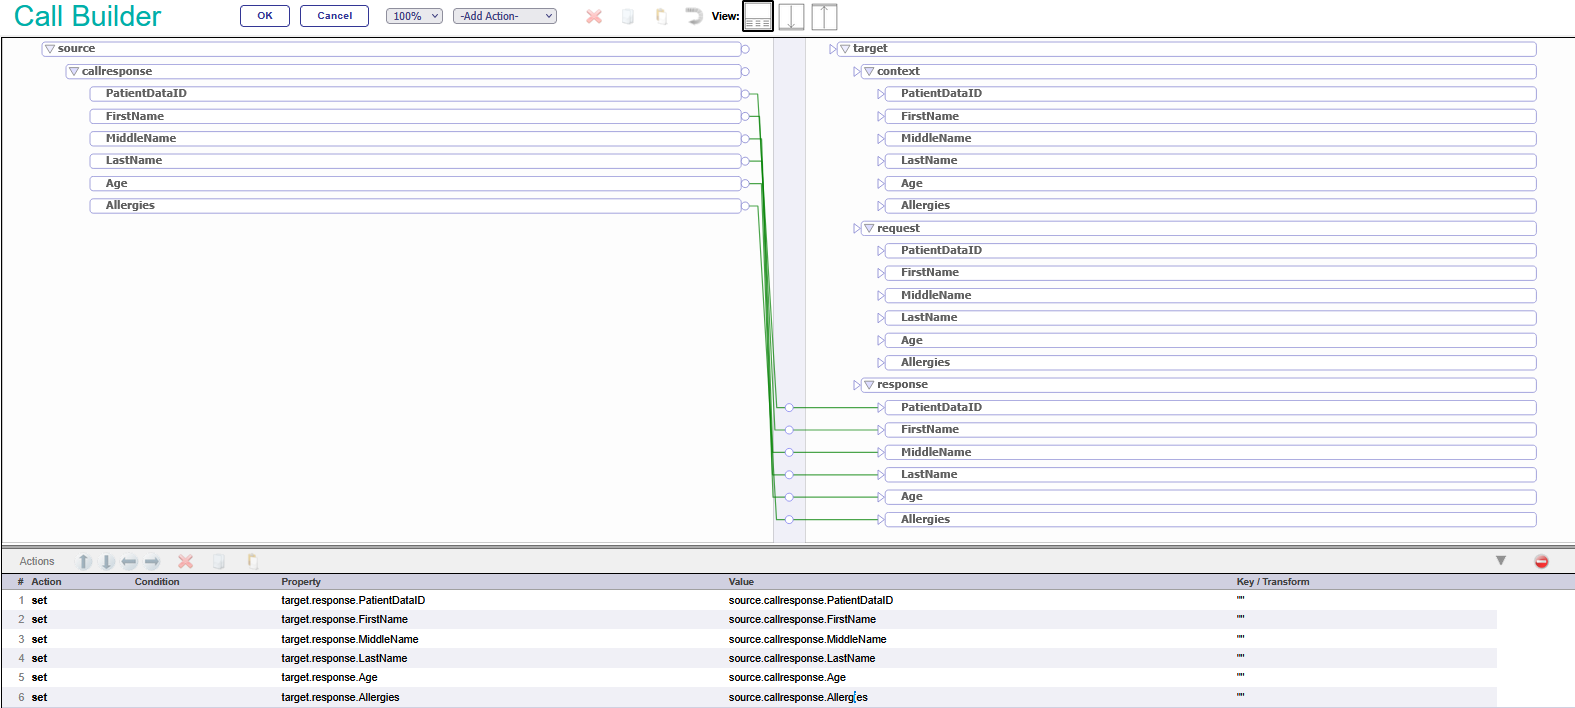 Call Builder OK Cancel 100% -Add Action- View:
source
callresponse
PatientDataID
FirstName
MiddleName
LastName
Age
Allergies
target
context
PatientDataID
FirstName
MiddleName
LastName
Age
Allergies
request
PatientDataID
FirstName
MiddleName
LastName
Age
Allergies
response
PatientDataID
FirstName
MiddleName
LastName
Age
Allergies
Actions
# Action Condition Property Value Key / Transform
1 set target.response.PatientDataID source.callresponse.PatientDataID ""
2 set target.response.FirstName source.callresponse.FirstName ""
3 set target.response.MiddleName source.callresponse.MiddleName ""
4 set target.response.LastName source.callresponse.LastName ""
5 set target.response.Age source.callresponse.Age ""
6 set target.response.Allergies source.callresponse.Allergies ""